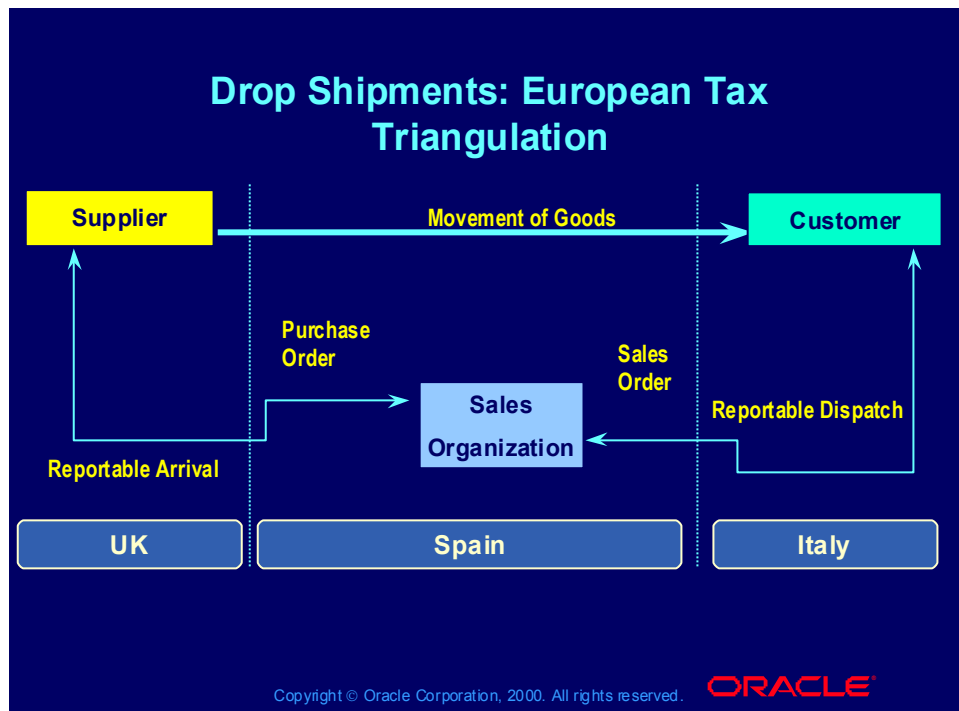 Drop Shipments: European Tax
Triangulation
Supplier
Movement of Goods
Customer
Purchase
Order
Sales
Order
Sales
Organization
Reportable Dispatch
Reportable Arrival
UK
Spain
Italy
Copyright © Oracle Corporation, 2000. All rights reserved.
ORACLE®